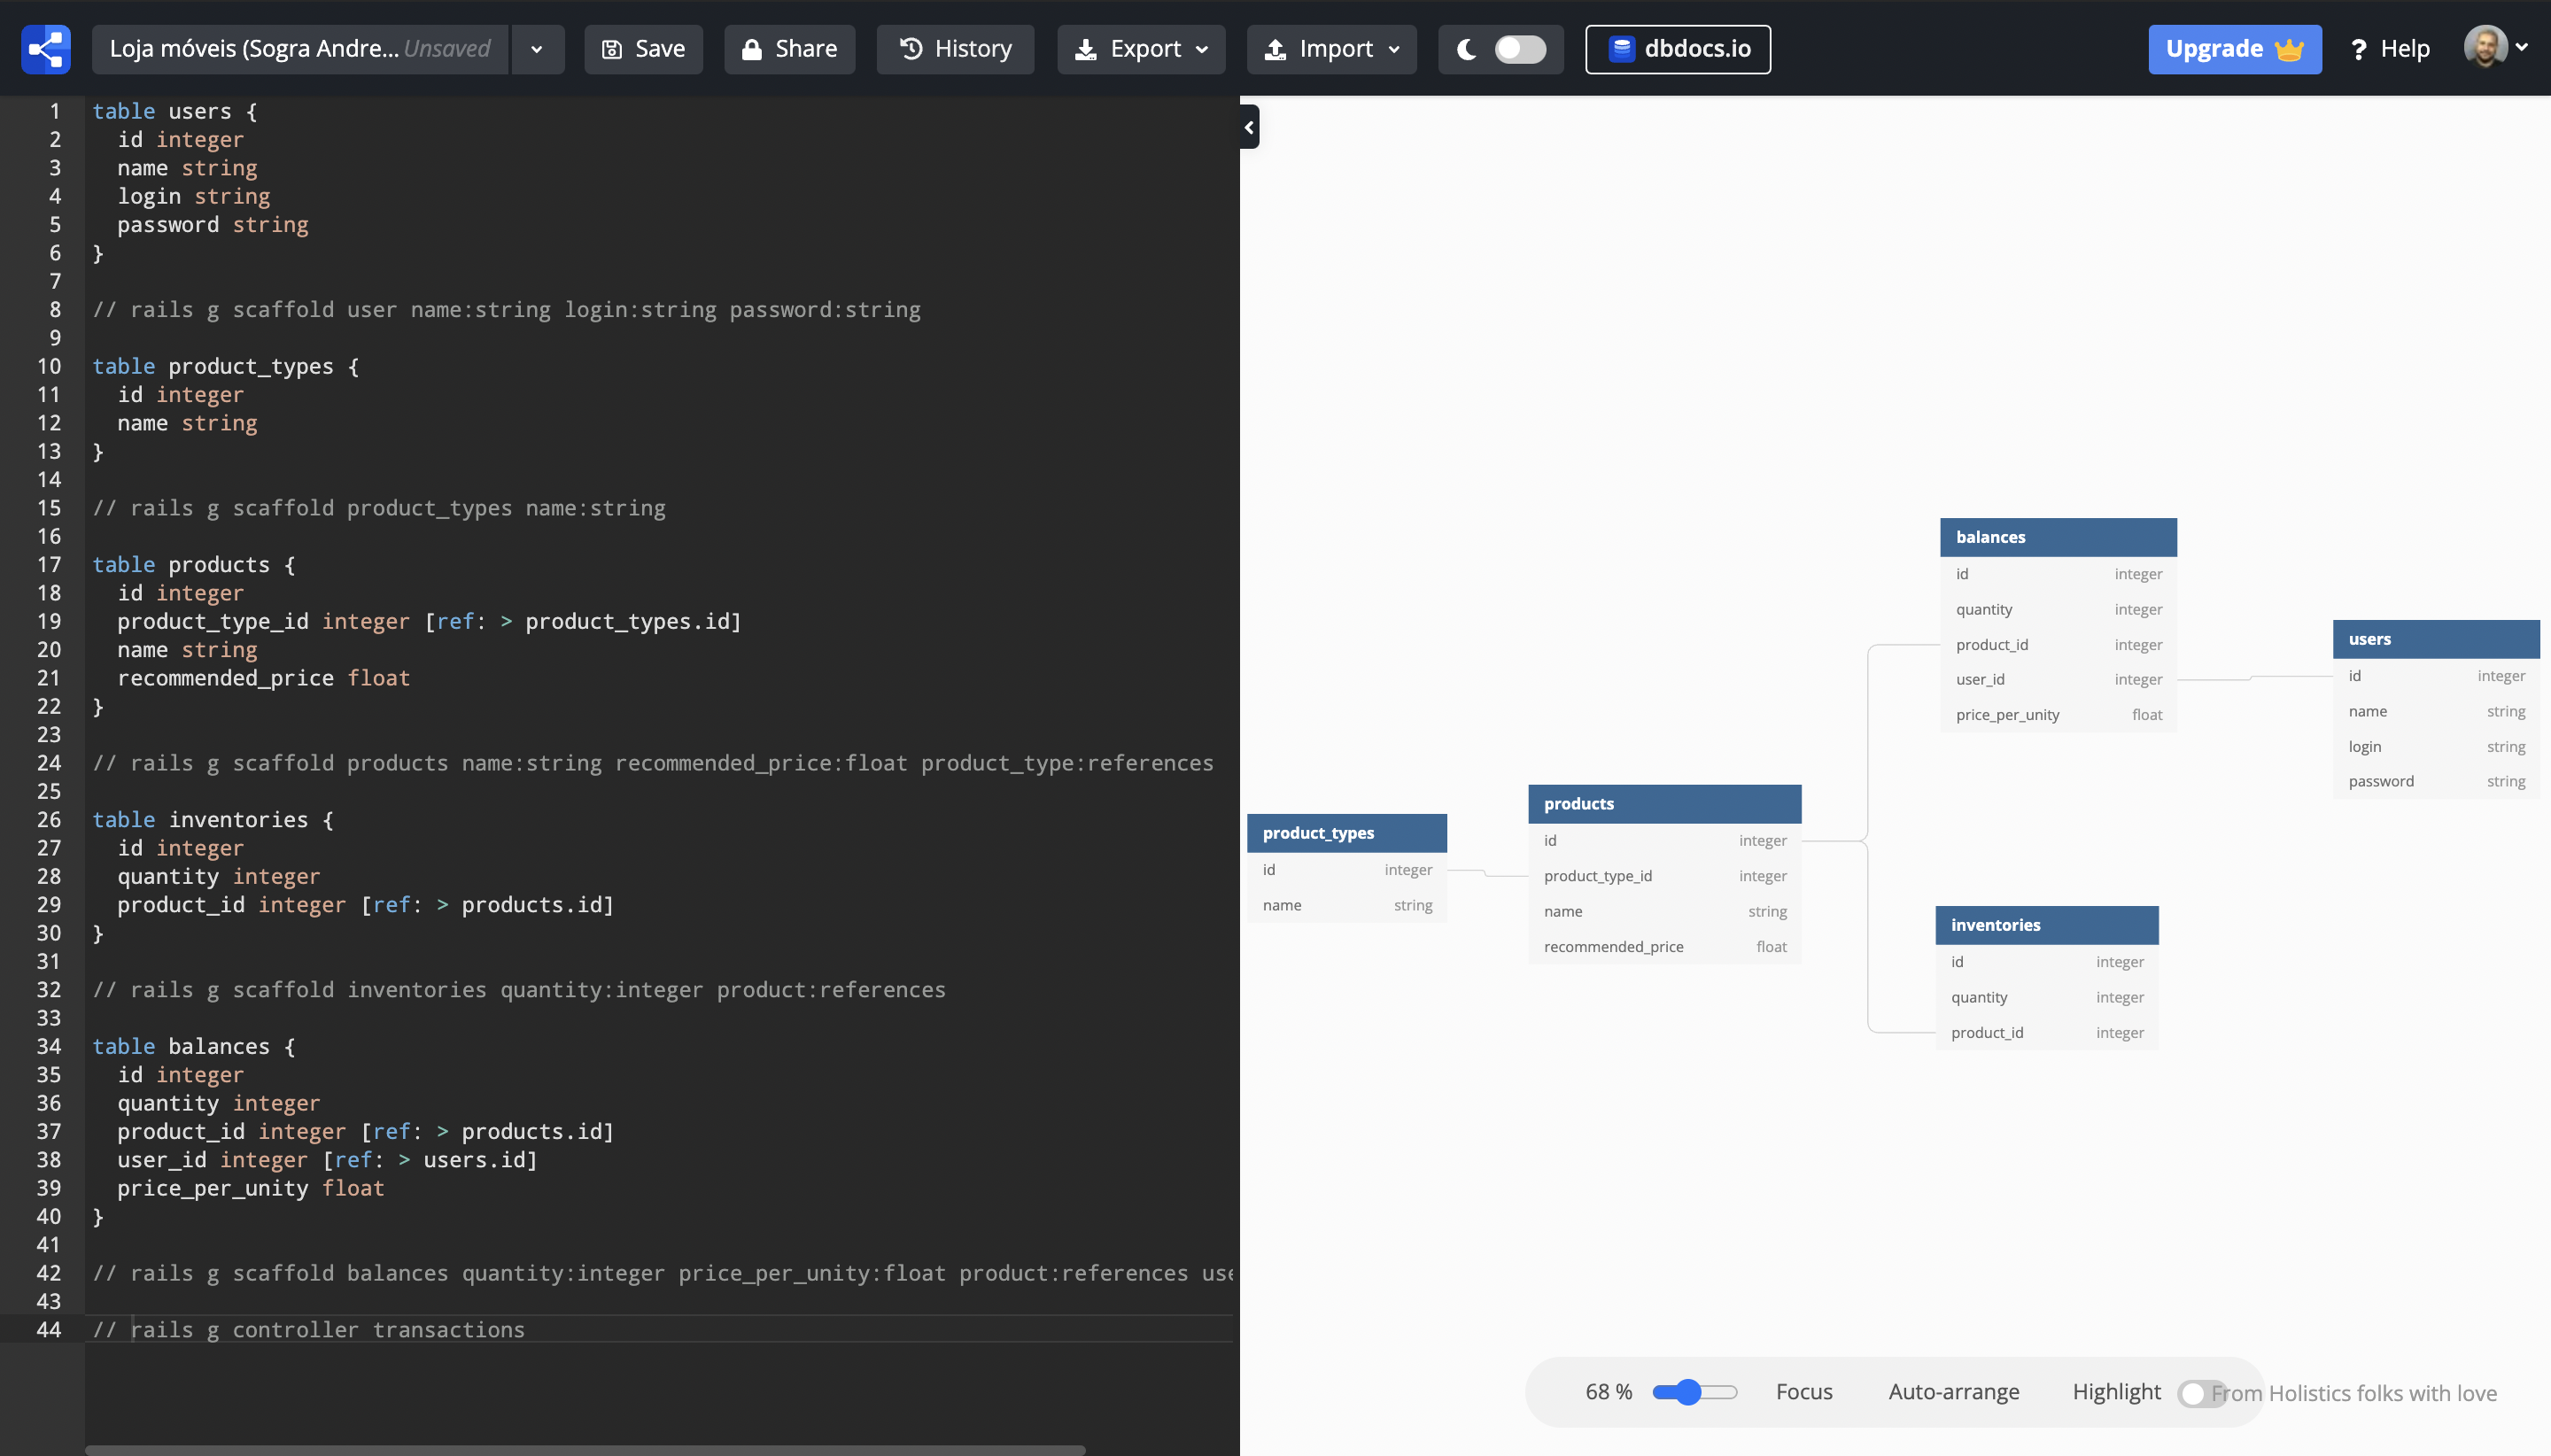 Loja móveis (Sogra Andre... Unsaved
Save
Share
History
Export
Import
dbdocs.io
Upgrade
? Help
1 table users {
2 id integer
3 name string
4 login string
5 password string
6 }
7
8 // rails g scaffold user name:string login:string password:string
9
10 table product_types {
11 id integer
12 name string
13 }
14
15 // rails g scaffold product_types name:string
16
17 table products {
18 id integer
19 product_type_id integer [ref: > product_types.id]
20 name string
21 recommended_price float
22 }
23
24 // rails g scaffold products name:string recommended_price:float product_type:references
25
26 table inventories {
27 id integer
28 quantity integer
29 product_id integer [ref: > products.id]
30 }
31
32 // rails g scaffold inventories quantity:integer product:references
33
34 table balances {
35 id integer
36 quantity integer
37 product_id integer [ref: > products.id]
38 user_id integer [ref: > users.id]
39 price_per_unity float
40 }
41
42 // rails g scaffold balances quantity:integer price_per_unity:float product:references use
43
44 // rails g controller transactions
balances
id integer
quantity integer
product_id integer
user_id integer
price_per_unity float
users
id integer
name string
login string
password string
product_types
id integer
name string
products
id integer
product_type_id integer
name string
recommended_price float
inventories
id integer
quantity integer
product_id integer
68 %
Focus
Auto-arrange
Highlight
From Holistics folks with love